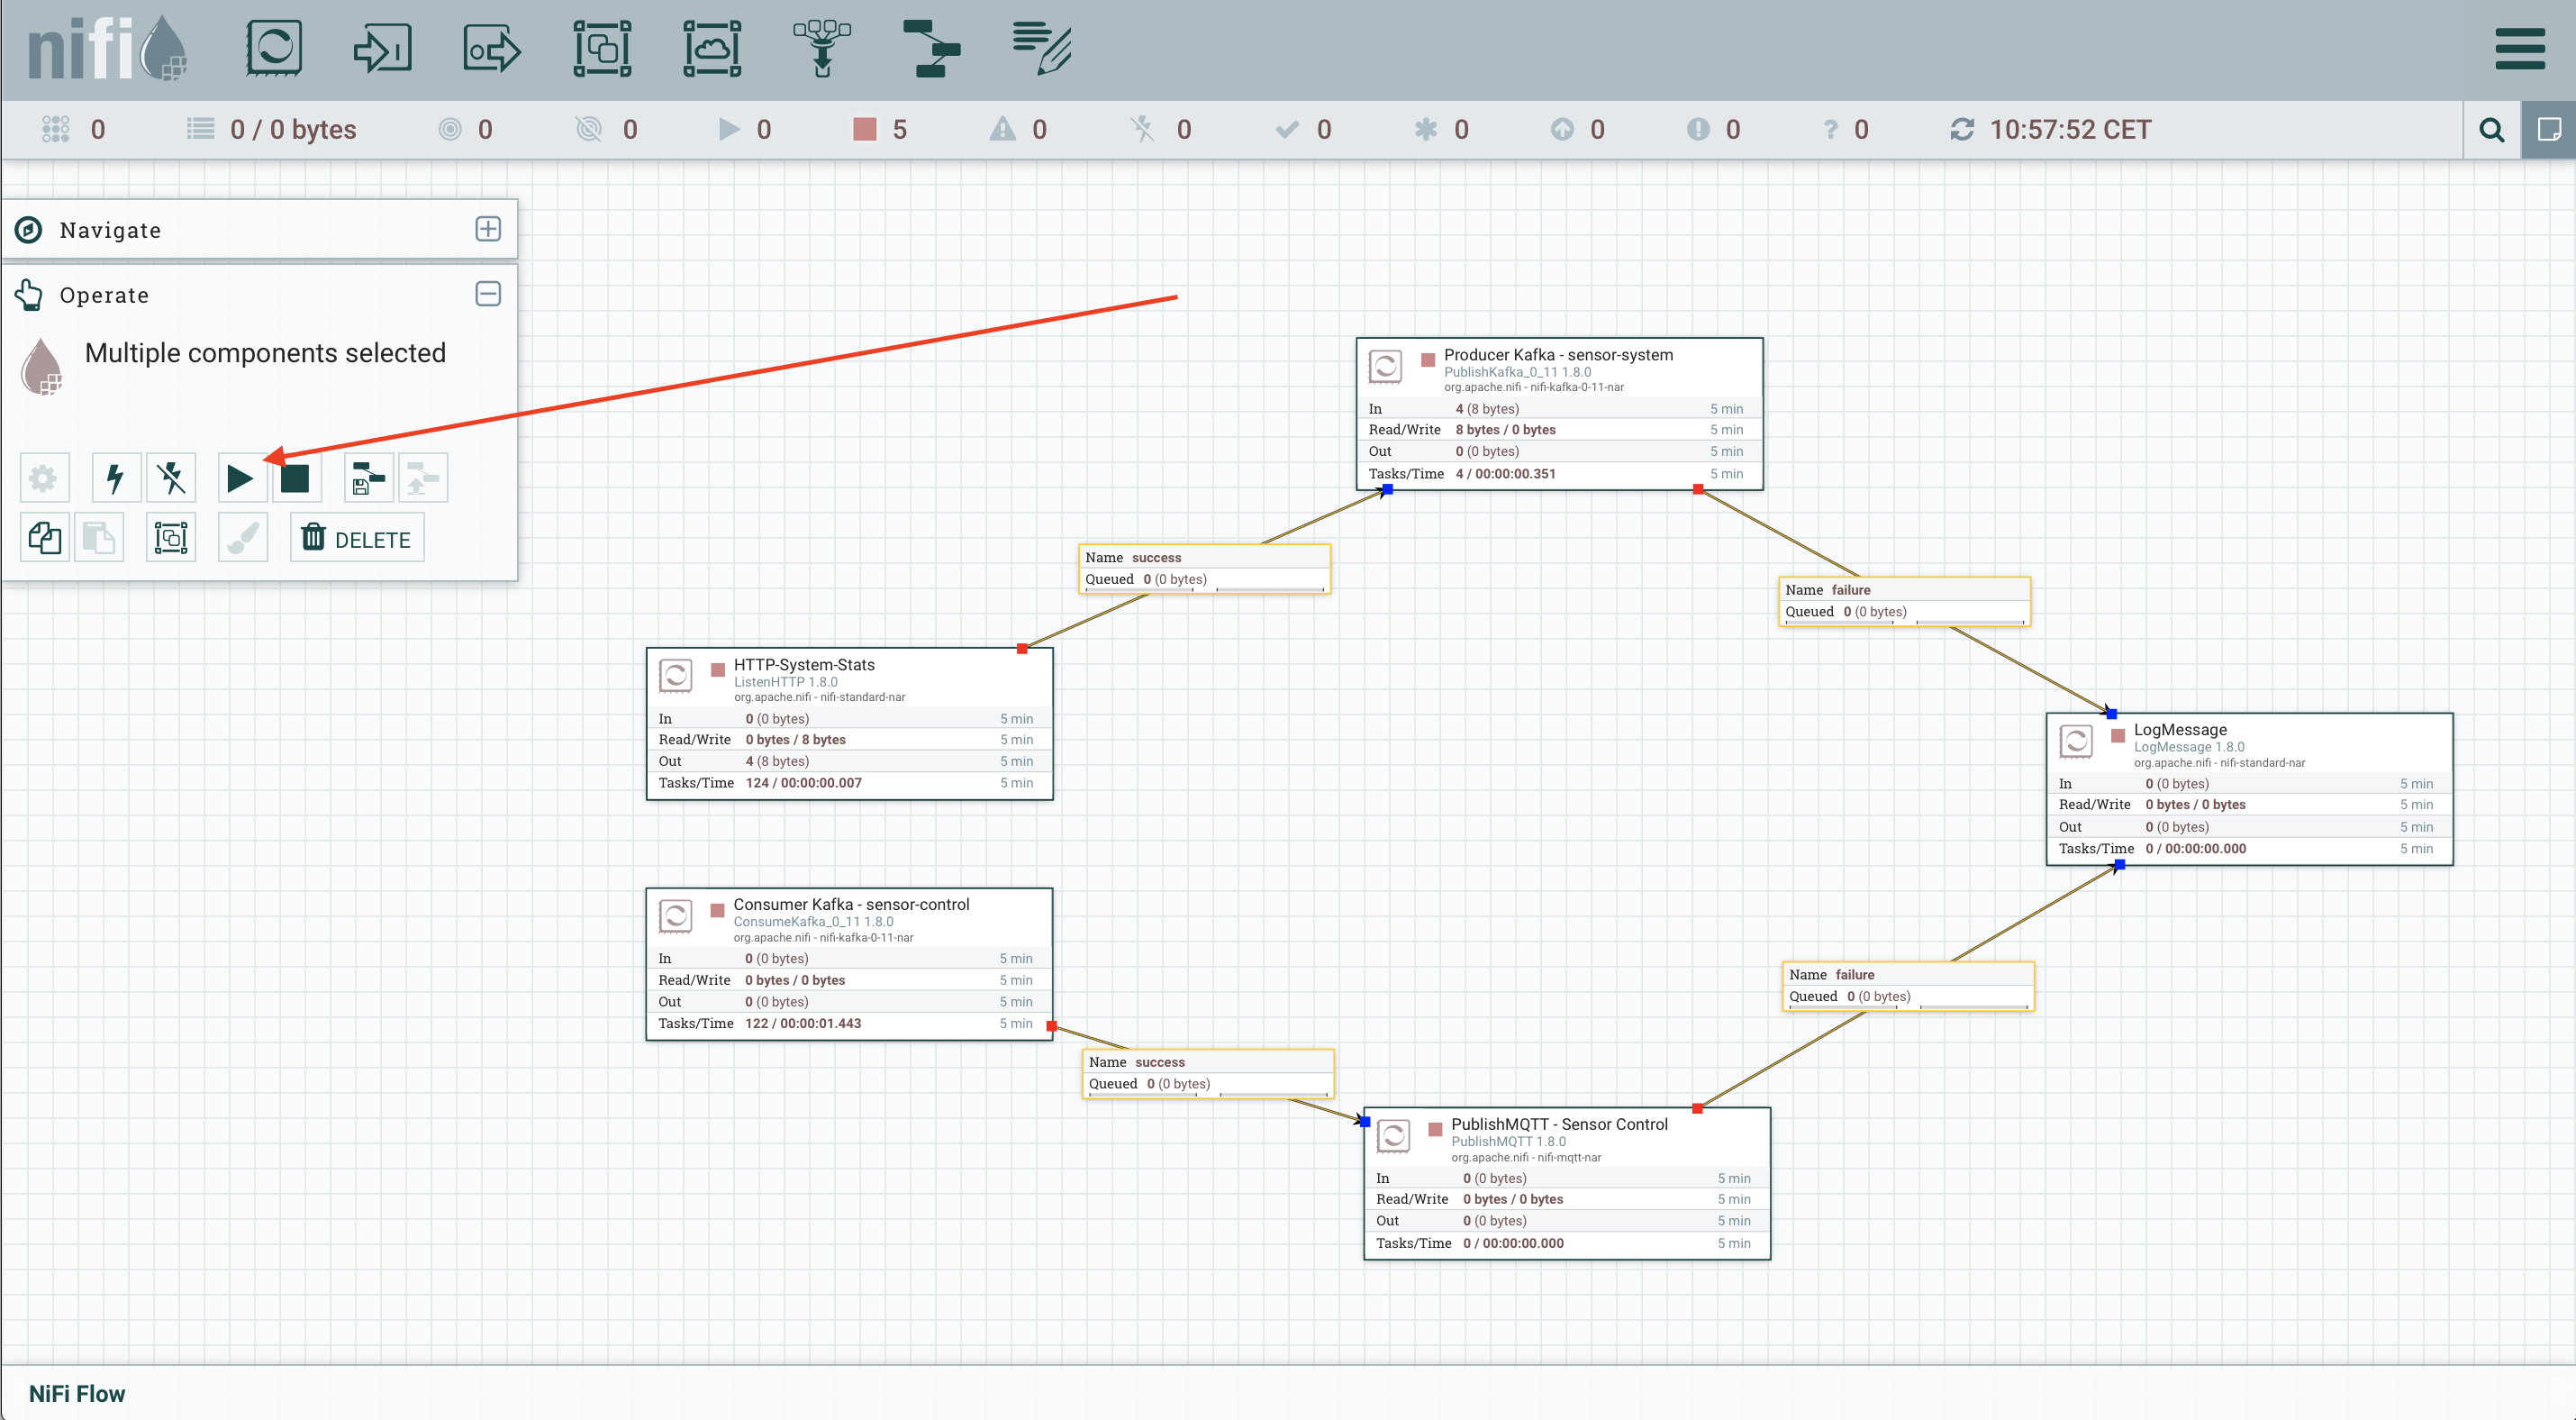 nifi
0
0 / 0 bytes
0
0
0
5
0
0
0
0
0
0
0
10:57:52 CET
Navigate
Operate
Multiple components selected
DELETE
Producer Kafka - sensor-system
PublishKafka_0_11 1.8.0
org.apache.nifi - nifi-kafka-0-11-nar
In 4 (8 bytes) 5 min
Read/Write 8 bytes / 0 bytes 5 min
Out 0 (0 bytes) 5 min
Tasks/Time 4 / 00:00:00.351 5 min
Name success
Queued 0 (0 bytes)
Name failure
Queued 0 (0 bytes)
HTTP-System-Stats
ListenHTTP 1.8.0
org.apache.nifi - nifi-standard-nar
In 0 (0 bytes) 5 min
Read/Write 0 bytes / 8 bytes 5 min
Out 4 (8 bytes) 5 min
Tasks/Time 124 / 00:00:00.007 5 min
LogMessage
LogMessage 1.8.0
org.apache.nifi - nifi-standard-nar
In 0 (0 bytes) 5 min
Read/Write 0 bytes / 0 bytes 5 min
Out 0 (0 bytes) 5 min
Tasks/Time 0 / 00:00:00.000 5 min
Consumer Kafka - sensor-control
ConsumeKafka_0_11 1.8.0
org.apache.nifi - nifi-kafka-0-11-nar
In 0 (0 bytes) 5 min
Read/Write 0 bytes / 0 bytes 5 min
Out 0 (0 bytes) 5 min
Tasks/Time 122 / 00:00:01.443 5 min
Name failure
Queued 0 (0 bytes)
Name success
Queued 0 (0 bytes)
PublishMQTT - Sensor Control
PublishMQTT 1.8.0
org.apache.nifi - nifi-mqtt-nar
In 0 (0 bytes) 5 min
Read/Write 0 bytes / 0 bytes 5 min
Out 0 (0 bytes) 5 min
Tasks/Time 0 / 00:00:00.000 5 min
NiFi Flow